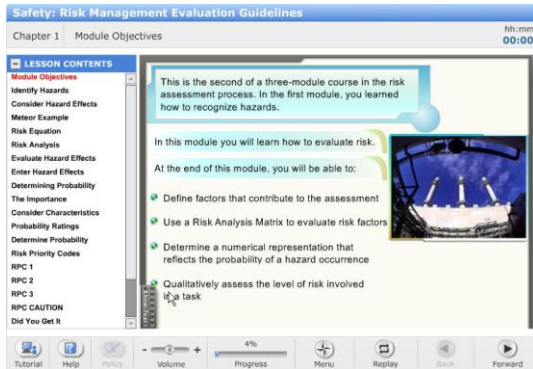 Safety: Risk Management Evaluation Guidelines
Chapter 1 Module Objectives
hh:mm
00:00
LESSON CONTENTS
Module Objectives
Identify Hazards
Consider Hazard Effects
Meteor Example
Risk Equation
Risk Analysis
Evaluate Hazard Effects
Enter Hazard Effects
Determining Probability
The Importance
Consider Characteristics
Probability Ratings
Determine Probability
Risk Priority Codes
RPC 1
RPC 2
RPC 3
RPC CAUTION
Did You Get It
This is the second of a three-module course in the risk
assessment process. In the first module, you learned
how to recognize hazards.
In this module you will learn how to evaluate risk.
At the end of this module, you will be able to:
Define factors that contribute to the assessment
Use a Risk Analysis Matrix to evaluate risk factors
Determine a numerical representation that
reflects the probability of a hazard occurrence
Qualitatively assess the level of risk involved
in a task
4%
Tutorial Help Policy - + Volume Progress Menu Replay Back Forward